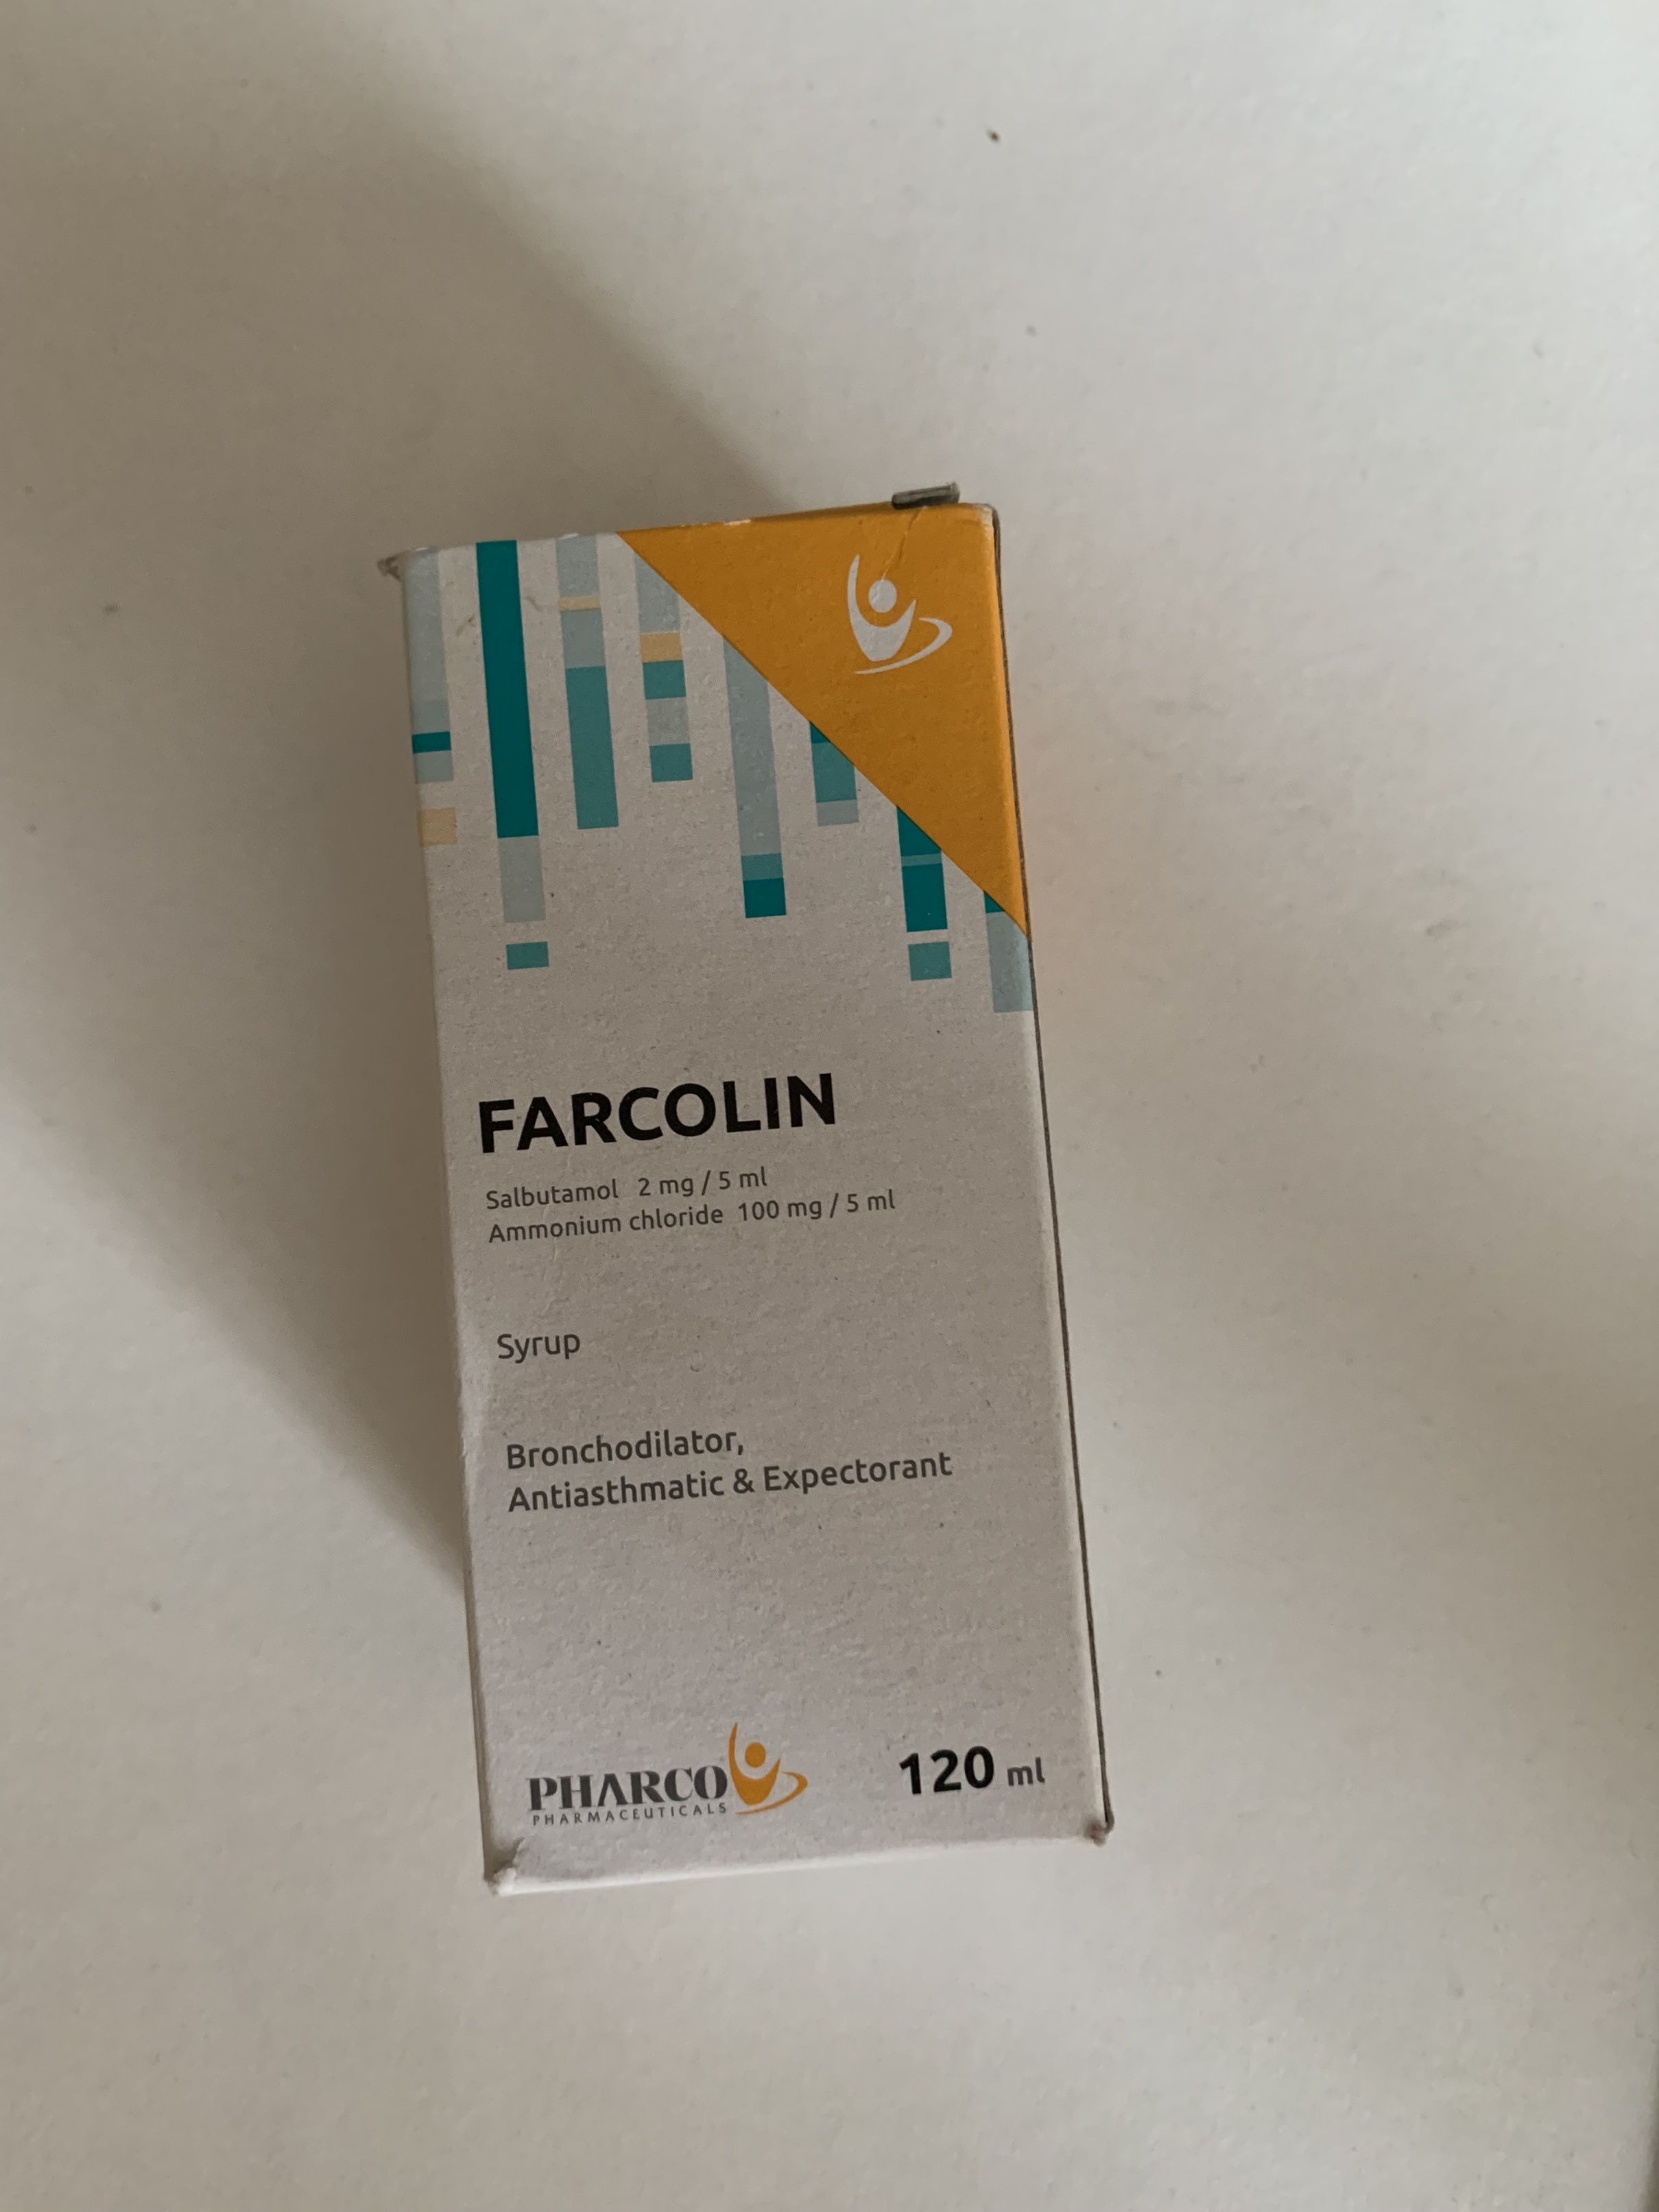 FARCOLIN
Salbutamol 2 mg / 5 ml
Ammonium chloride 100 mg / 5 ml
Syrup
Bronchodilator,
Antiasthmatic & Expectorant
PHARCO
PHARMACEUTICALS
120 ml